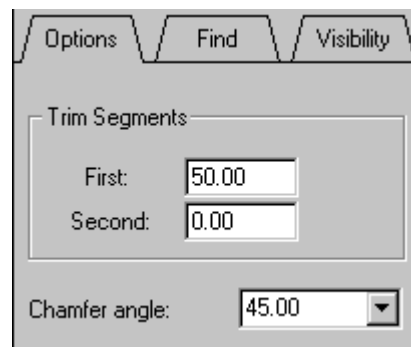 Options Find Visibility
Trim Segments
First: 50.00
Second: 0.00
Chamfer angle: 45.00